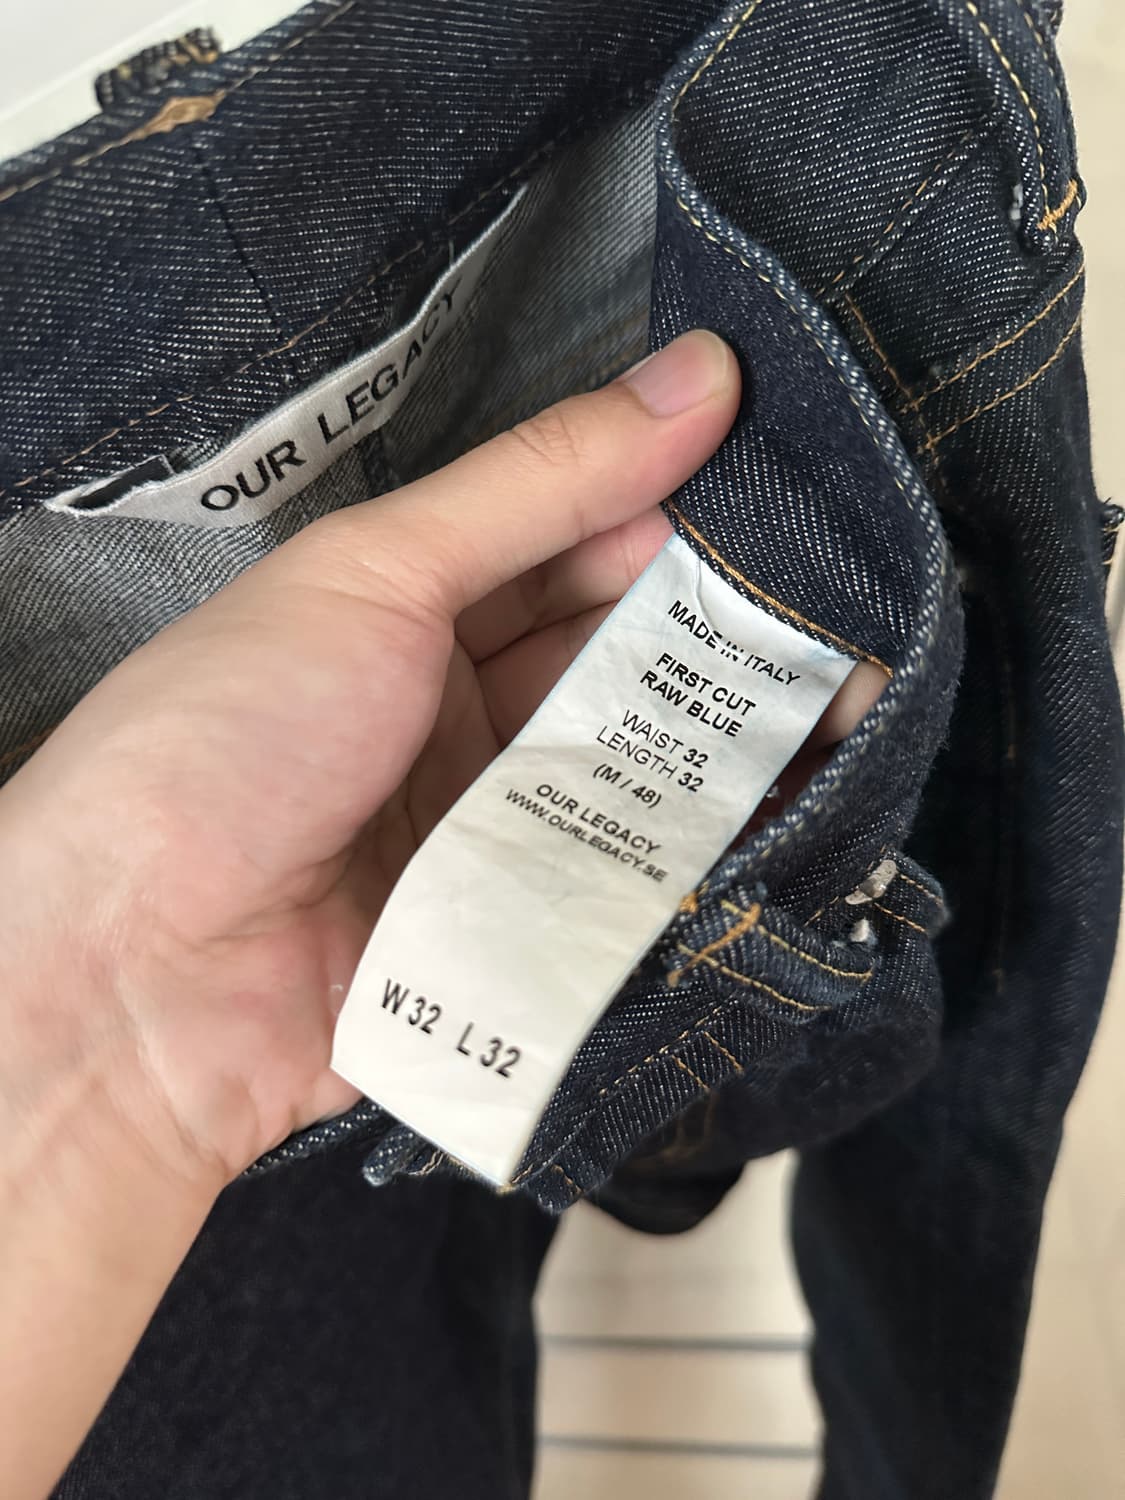 OUR LEGACY
MADE IN ITALY
FIRST CUT
RAW BLUE
WAIST 32
LENGTH 32
(M / 48)
OUR LEGACY
WWW.OURLEGACY.SE
W 32 L 32